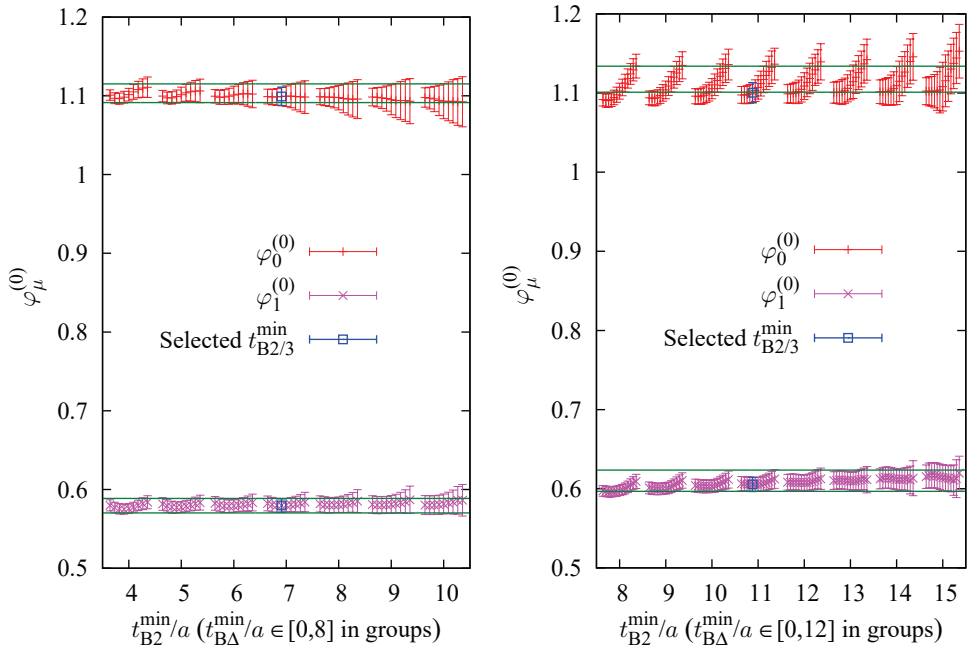 1.2
1.1
1
0.9
0.8
0.7
0.6
0.5
φ_μ^(0)
φ_0^(0)
φ_1^(0)
Selected t_B2/3^min
4 5 6 7 8 9 10
t_B2^min/a (t_BΔ^min/a ∈ [0,8] in groups)
1.2
1.1
1
0.9
0.8
0.7
0.6
0.5
φ_μ^(0)
φ_0^(0)
φ_1^(0)
Selected t_B2/3^min
8 9 10 11 12 13 14 15
t_B2^min/a (t_BΔ^min/a ∈ [0,12] in groups)